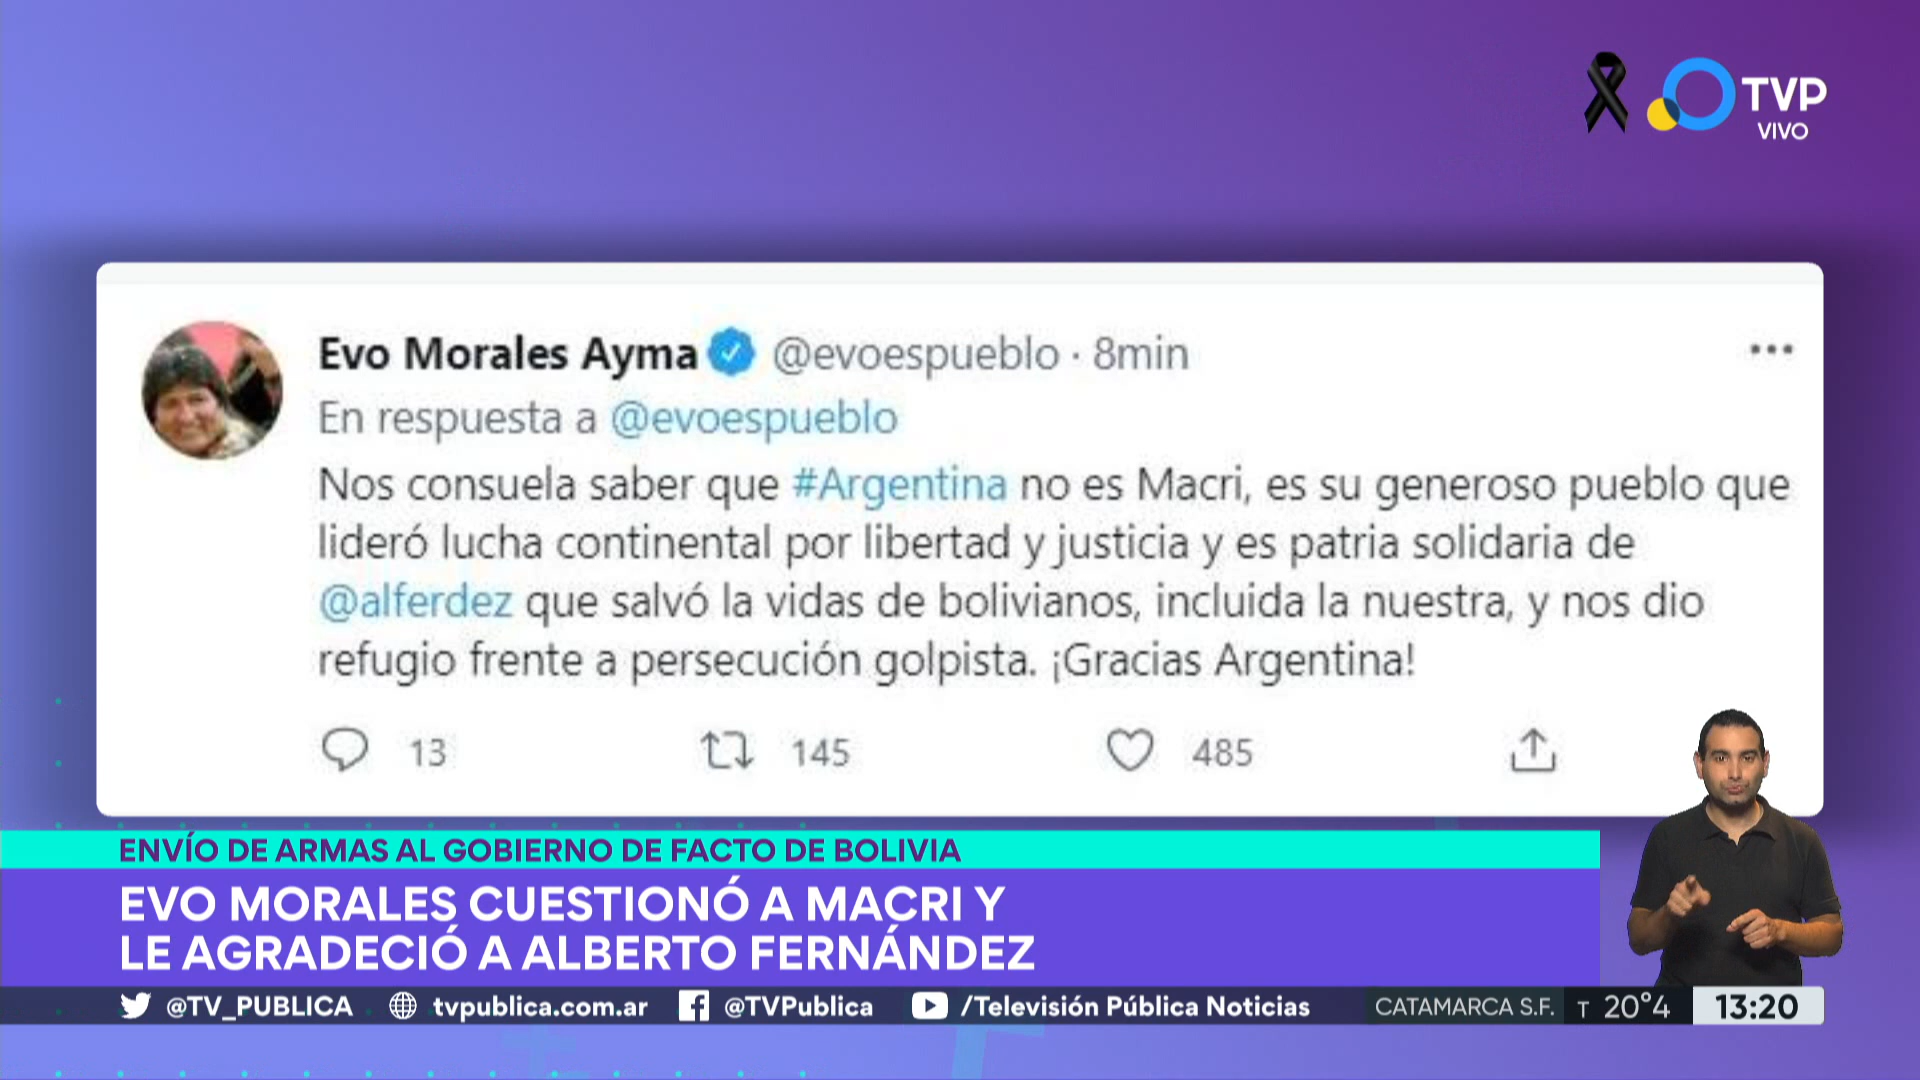 TVP
VIVO
Evo Morales Ayma @evoespueblo · 8min
En respuesta a @evoespueblo
Nos consuela saber que #Argentina no es Macri, es su generoso pueblo que
lideró lucha continental por libertad y justicia y es patria solidaria de
@alferdez que salvó la vidas de bolivianos, incluida la nuestra, y nos dio
refugio frente a persecución golpista. ¡Gracias Argentina!
13 145 485
ENVÍO DE ARMAS AL GOBIERNO DE FACTO DE BOLIVIA
EVO MORALES CUESTIONÓ A MACRI Y
LE AGRADECIÓ A ALBERTO FERNÁNDEZ
@TV_PUBLICA tvpublica.com.ar @TVPublica /Televisión Pública Noticias CATAMARCA S.F. T 20°4 13:20